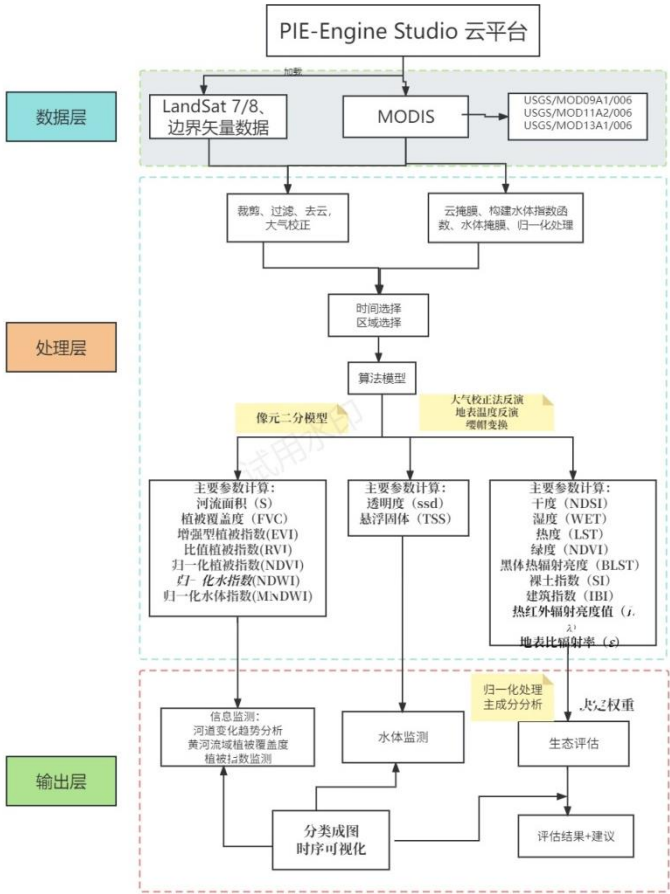 PIE-Engine Studio 云平台
加载
数据层
LandSat 7/8、
边界矢量数据
MODIS
USGS/MOD09A1/006
USGS/MOD11A2/006
USGS/MOD13A1/006
裁剪、过滤、去云,
大气校正
云掩膜、构建水体指数函
数、水体掩膜、归一化处理
处理层
时间选择
区域选择
算法模型
像元二分模型
大气校正法反演
地表温度反演
缨帽变换
试用水印
主要参数计算:
河流面积（S）
植被覆盖度（FVC）
增强型植被指数(EVI)
比值植被指数(RVI)
归一化植被指数(NDVI)
归一化水指数(NDWI)
归一化水体指数(MNDWI)
主要参数计算:
透明度（ssd）
悬浮固体（TSS）
主要参数计算:
干度（NDSI）
湿度（WET）
热度（LST）
绿度（NDVI）
黑体热辐射亮度（BLST）
裸土指数（SI）
建筑指数（IBI）
热红外辐射亮度值（
λ）
地表比辐射率（ε）
归一化处理
主成分分析
决定权重
输出层
信息监测:
河道变化趋势分析
黄河流域植被覆盖度
植被指数监测
水体监测
生态评估
分类成图
时序可视化
评估结果+建议